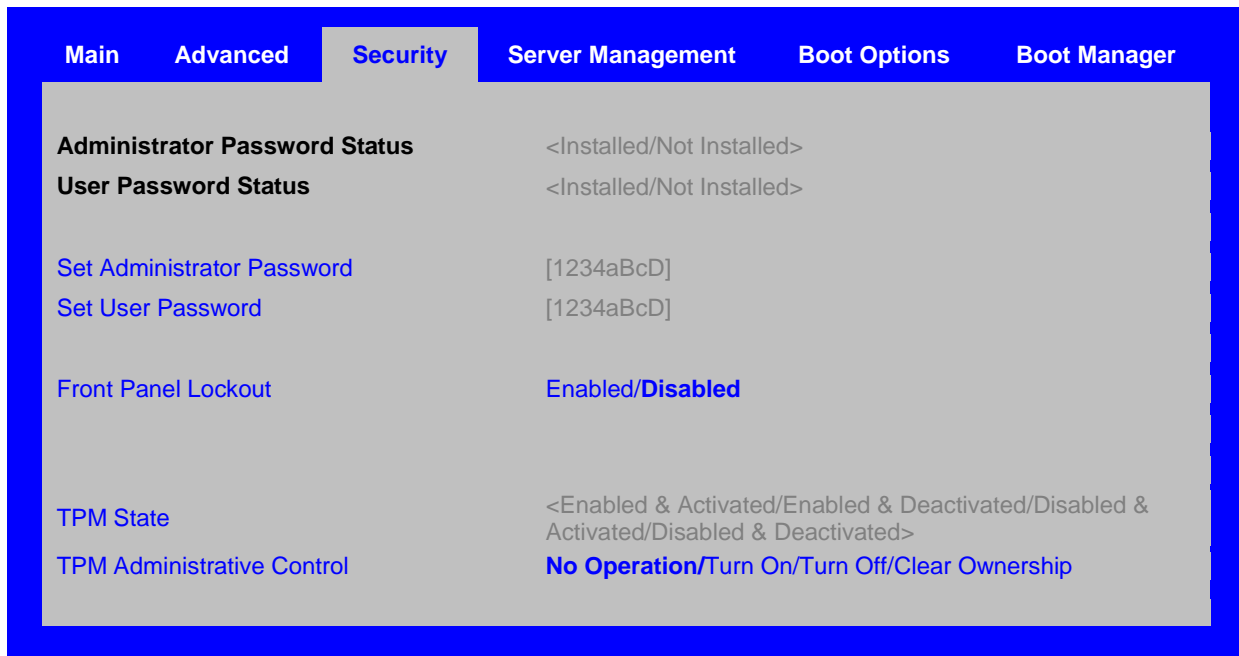 Main Advanced Security Server Management Boot Options Boot Manager
Administrator Password Status <Installed/Not Installed>
User Password Status <Installed/Not Installed>
Set Administrator Password [1234aBcD]
Set User Password [1234aBcD]
Front Panel Lockout Enabled/Disabled
TPM State <Enabled & Activated/Enabled & Deactivated/Disabled &
Activated/Disabled & Deactivated>
TPM Administrative Control No Operation/Turn On/Turn Off/Clear Ownership